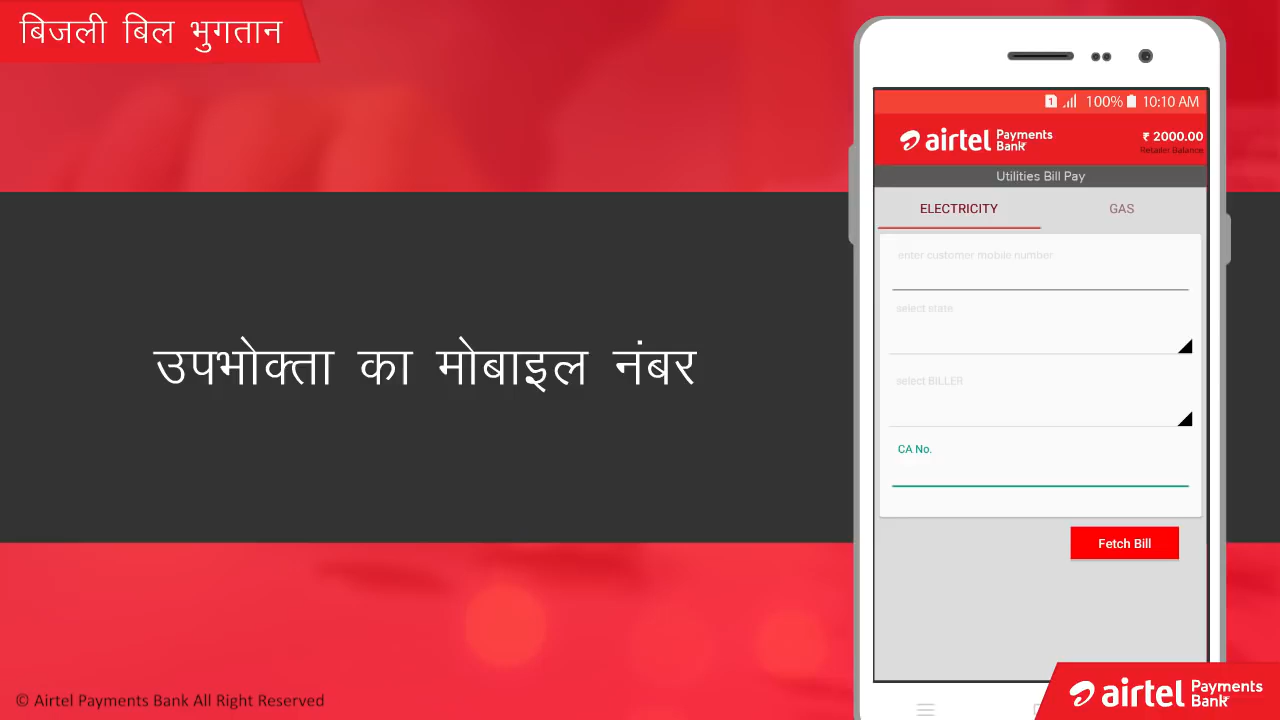 बिजली बिल भुगतान
उपभोक्ता का मोबाइल नंबर
1 100% 10:10 AM
airtel Payments Bank
₹ 2000.00
Retailer Balance
Utilities Bill Pay
ELECTRICITY GAS
enter customer mobile number
select state
select BILLER
CA No.
Fetch Bill
© Airtel Payments Bank All Right Reserved
airtel Payments Bank